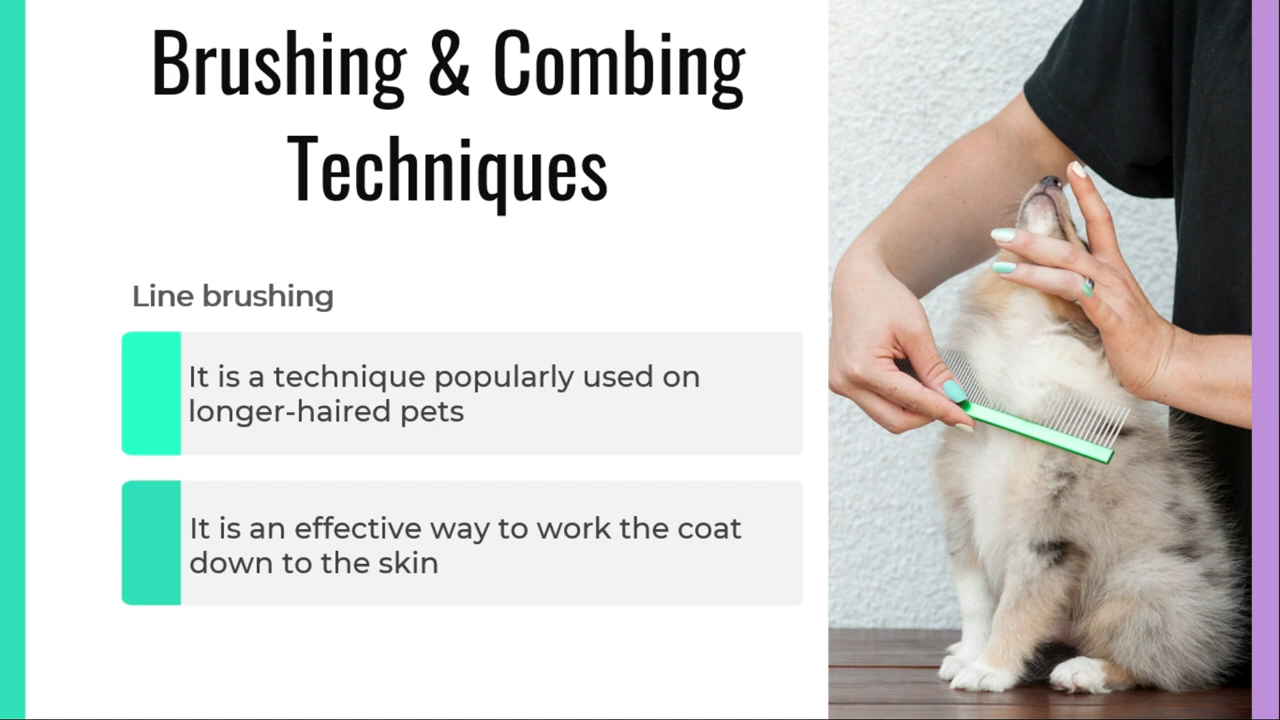 Brushing & Combing
Techniques
Line brushing
It is a technique popularly used on
longer-haired pets
It is an effective way to work the coat
down to the skin